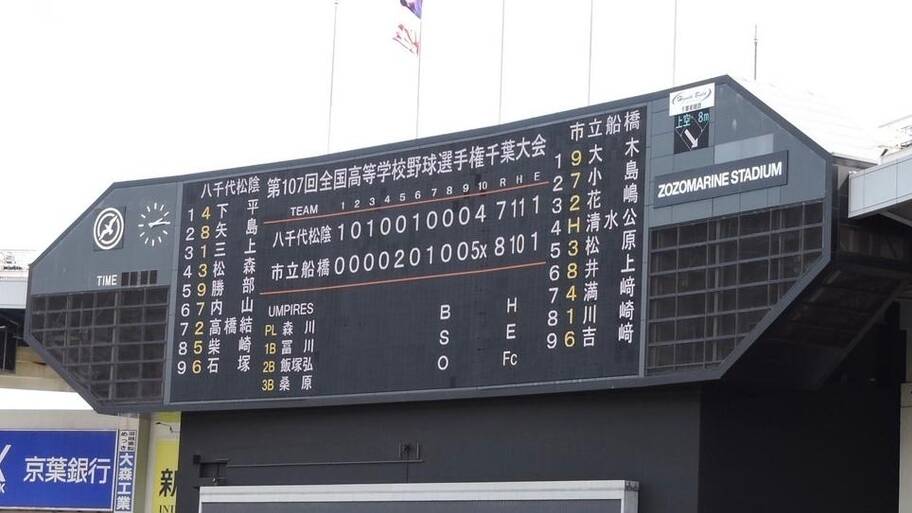 第107回全国高等学校野球選手権千葉大会
八千代松陰
1 4 下平
2 8 矢島
3 1 三上
4 3 松森
5 9 勝部
6 7 内山
7 2 高橋結
8 5 柴崎
9 6 石塚
TEAM 1 2 3 4 5 6 7 8 9 10 R H E
八千代松陰 1 0 1 0 0 1 0 0 0 4 7 11 1
市立船橋 0 0 0 0 2 0 1 0 0 5x 8 10 1
UMPIRES
PL 森川
1B 冨川
2B 飯塚弘
3B 桑原
B H
S E
O Fc
市立船橋
1 9 大木
2 7 小島
3 2 花嶋
4 H 清水公
5 3 松原
6 8 井上
7 4 満﨑
8 1 川崎
9 6 吉﨑
TIME
上空 8m
ZOZOMARINE STADIUM
京葉銀行
大森工業
新